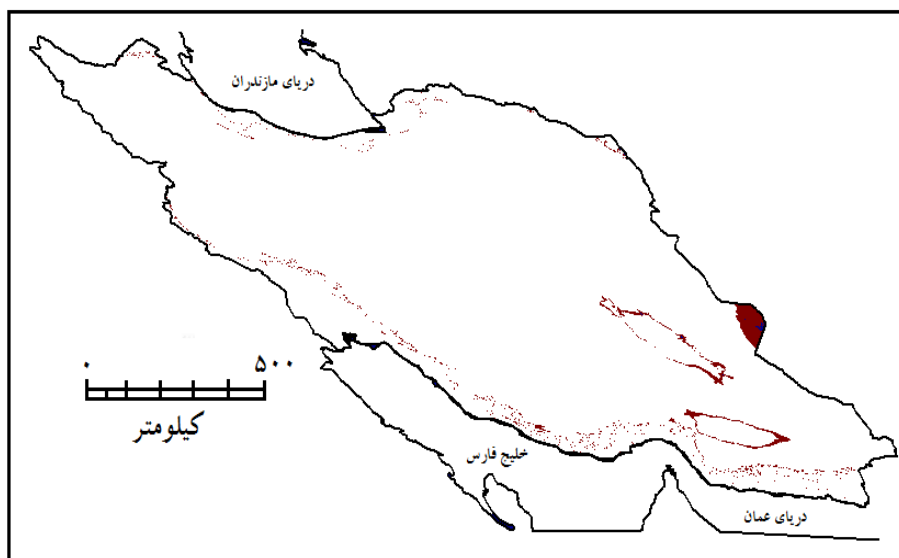 دریای مازندران
۰ ۵۰۰
کیلومتر
خلیج فارس
دریای عمان